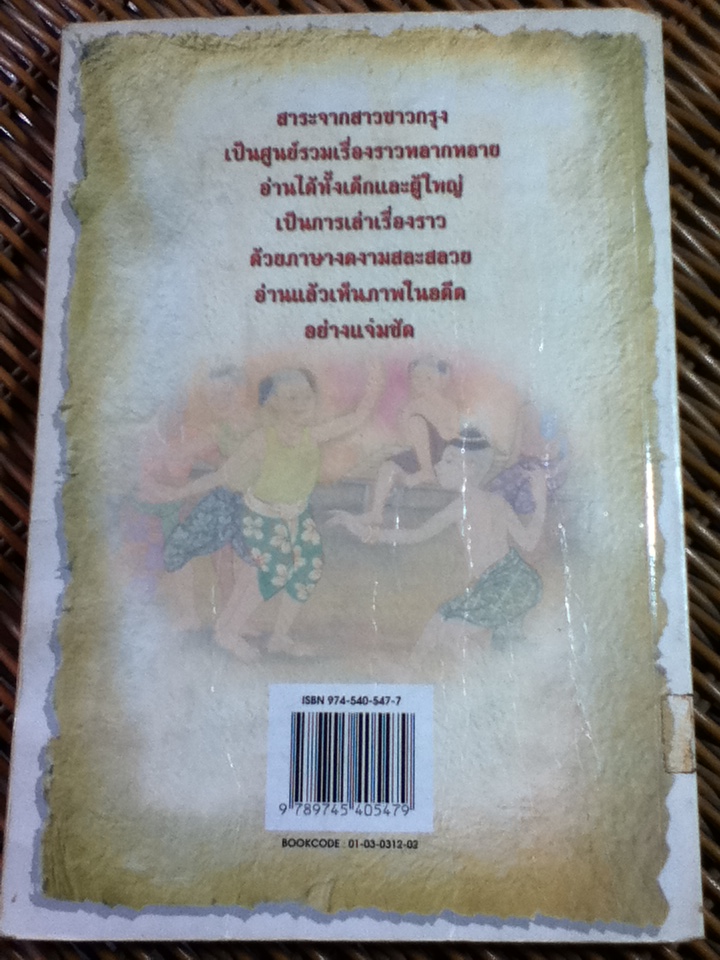 สาระจากสาวชาวกรุง
เป็นศูนย์รวมเรื่องราวหลากหลาย
อ่านได้ทั้งเด็กและผู้ใหญ่
เป็นการเล่าเรื่องราว
ด้วยภาษางดงามสละสลวย
อ่านแล้วเห็นภาพในอดีต
อย่างแจ่มชัด
ISBN 974-540-547-7
9 789745 405479
BOOKCODE : 01-03-0312-02